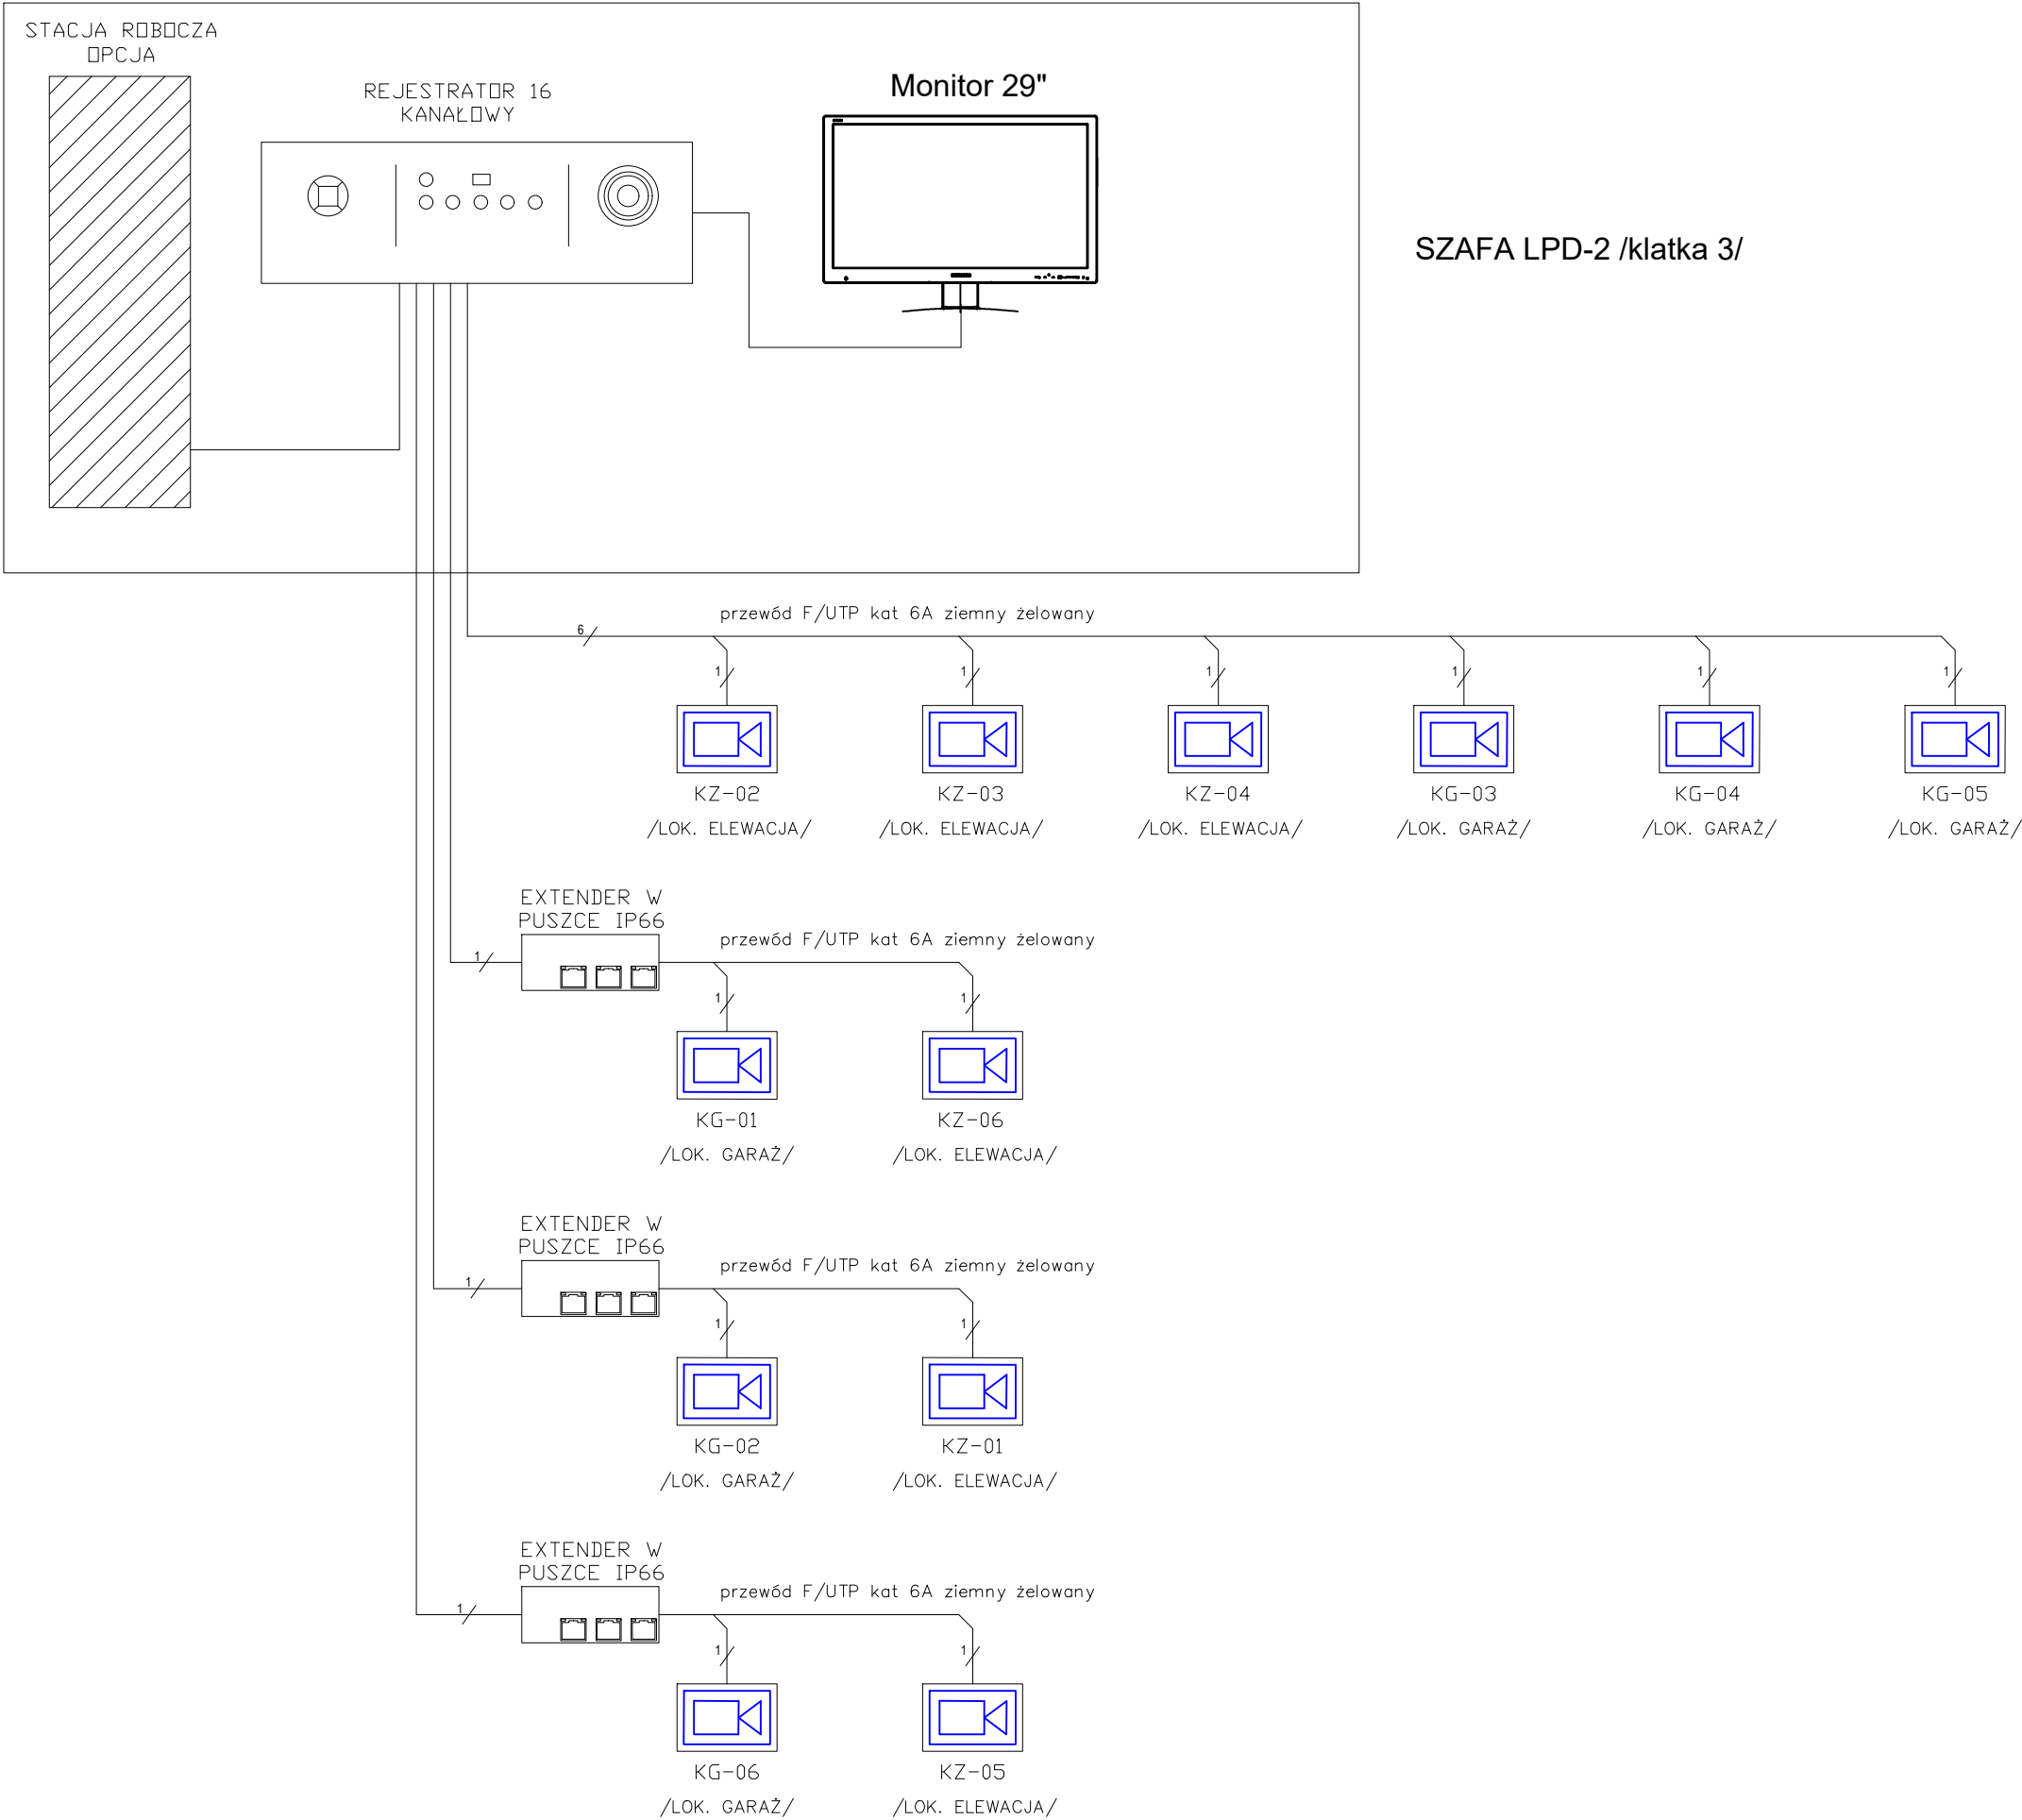 STACJA ROBOCZA
OPCJA
REJESTRATOR 16
KANAŁOWY
Monitor 29"
SZAFA LPD-2 /klatka 3/
przewód F/UTP kat 6A ziemny żelowany
6
1 1 1 1 1 1
KZ-02 KZ-03 KZ-04 KG-03 KG-04 KG-05
/LOK. ELEWACJA/ /LOK. ELEWACJA/ /LOK. ELEWACJA/ /LOK. GARAŻ/ /LOK. GARAŻ/ /LOK. GARAŻ/
EXTENDER W
PUSZCE IP66
przewód F/UTP kat 6A ziemny żelowany
1
1 1
KG-01 KZ-06
/LOK. GARAŻ/ /LOK. ELEWACJA/
EXTENDER W
PUSZCE IP66
przewód F/UTP kat 6A ziemny żelowany
1
1 1
KG-02 KZ-01
/LOK. GARAŻ/ /LOK. ELEWACJA/
EXTENDER W
PUSZCE IP66
przewód F/UTP kat 6A ziemny żelowany
1
1 1
KG-06 KZ-05
/LOK. GARAŻ/ /LOK. ELEWACJA/